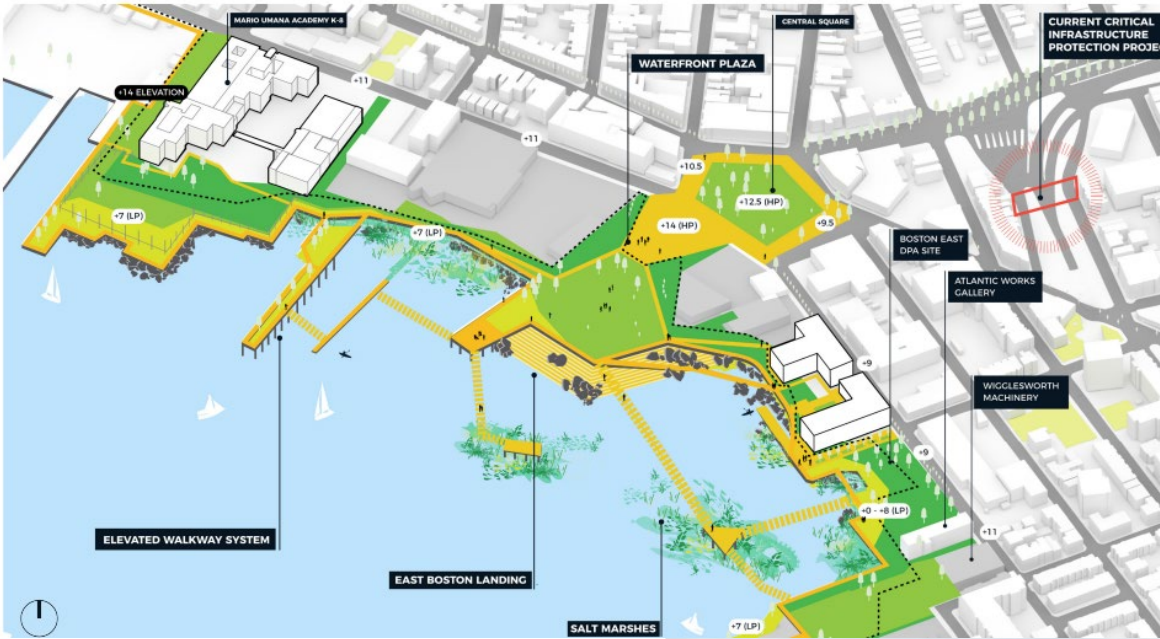 MARIO UMANA ACADEMY K-8
CENTRAL SQUARE
CURRENT CRITICAL
INFRASTRUCTURE
PROTECTION PROJEC
WATERFRONT PLAZA
+11
+14 ELEVATION
+11
+10.5
+12.5 (HP)
+7 (LP)
+7 (LP)
+14 (HP)
+9.5
BOSTON EAST
DPA SITE
ATLANTIC WORKS
GALLERY
+9
WIGGLESWORTH
MACHINERY
+9
+0 - +8 (LP)
+11
ELEVATED WALKWAY SYSTEM
EAST BOSTON LANDING
SALT MARSHES
+7 (LP)